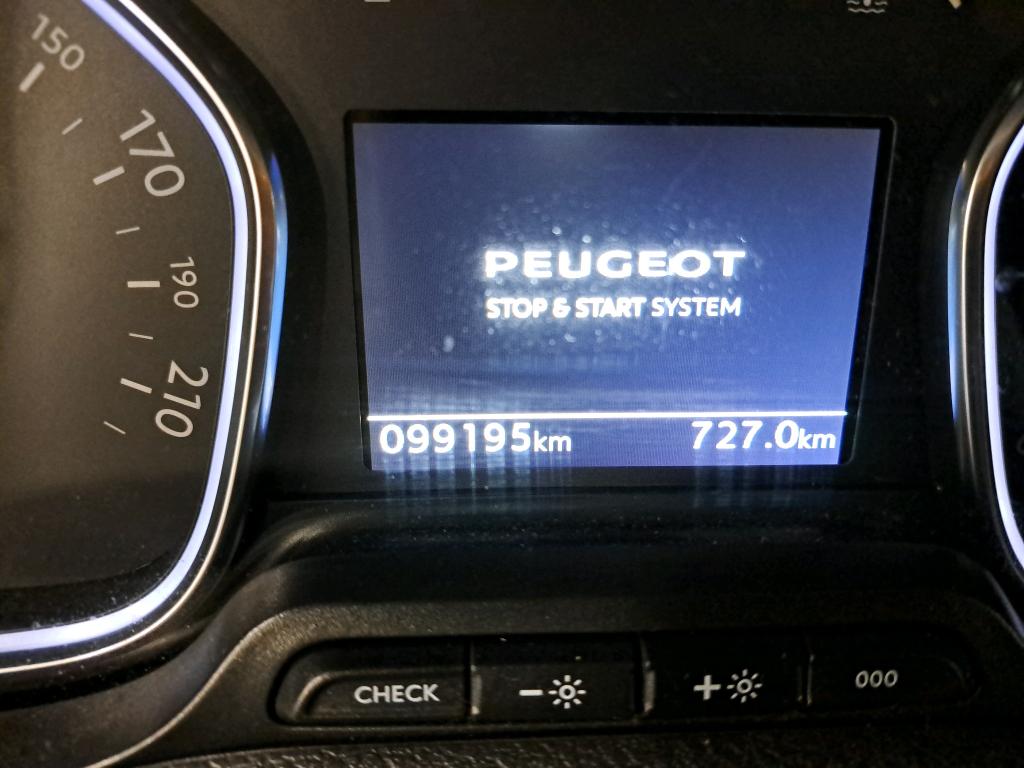 150
170
190
210
PEUGEOT
STOP & START SYSTEM
099195km 727.0km
CHECK - + 000